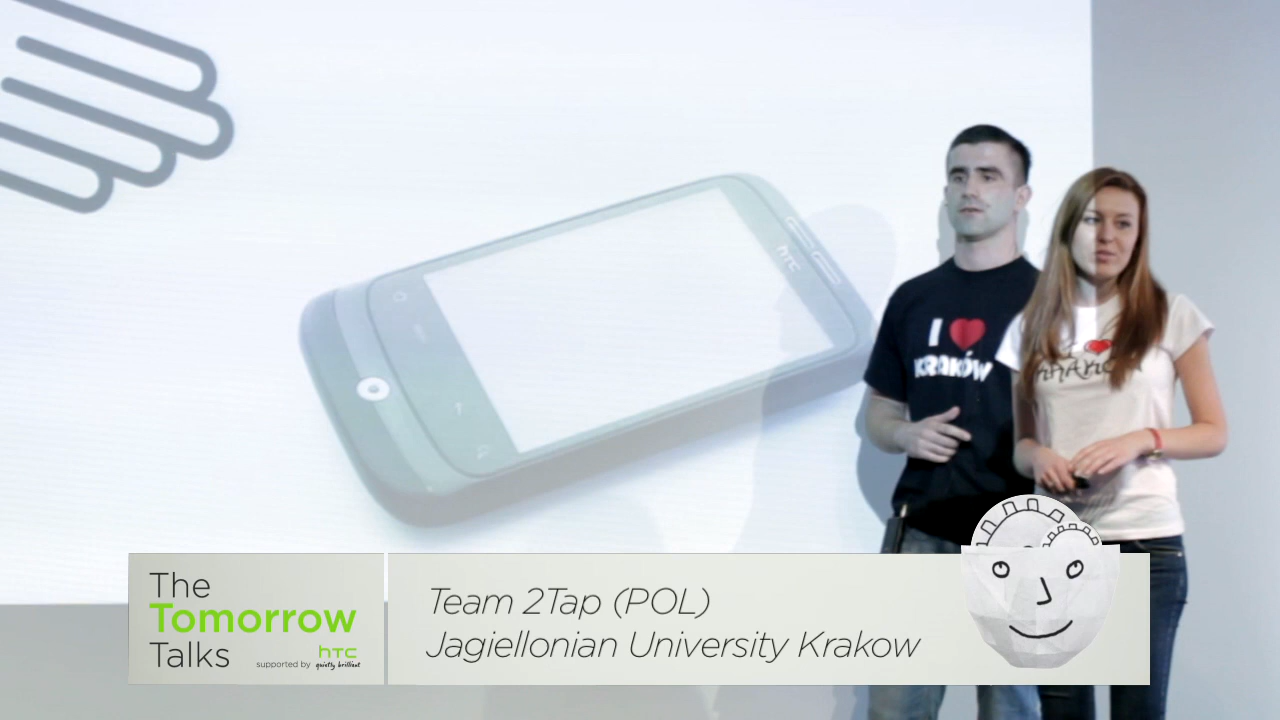 htc
I ❤
KRAKÓW
I ❤
The
Tomorrow
Talks
supported by
htc
quietly brilliant
Team 2Tap (POL)
Jagiellonian University Krakow